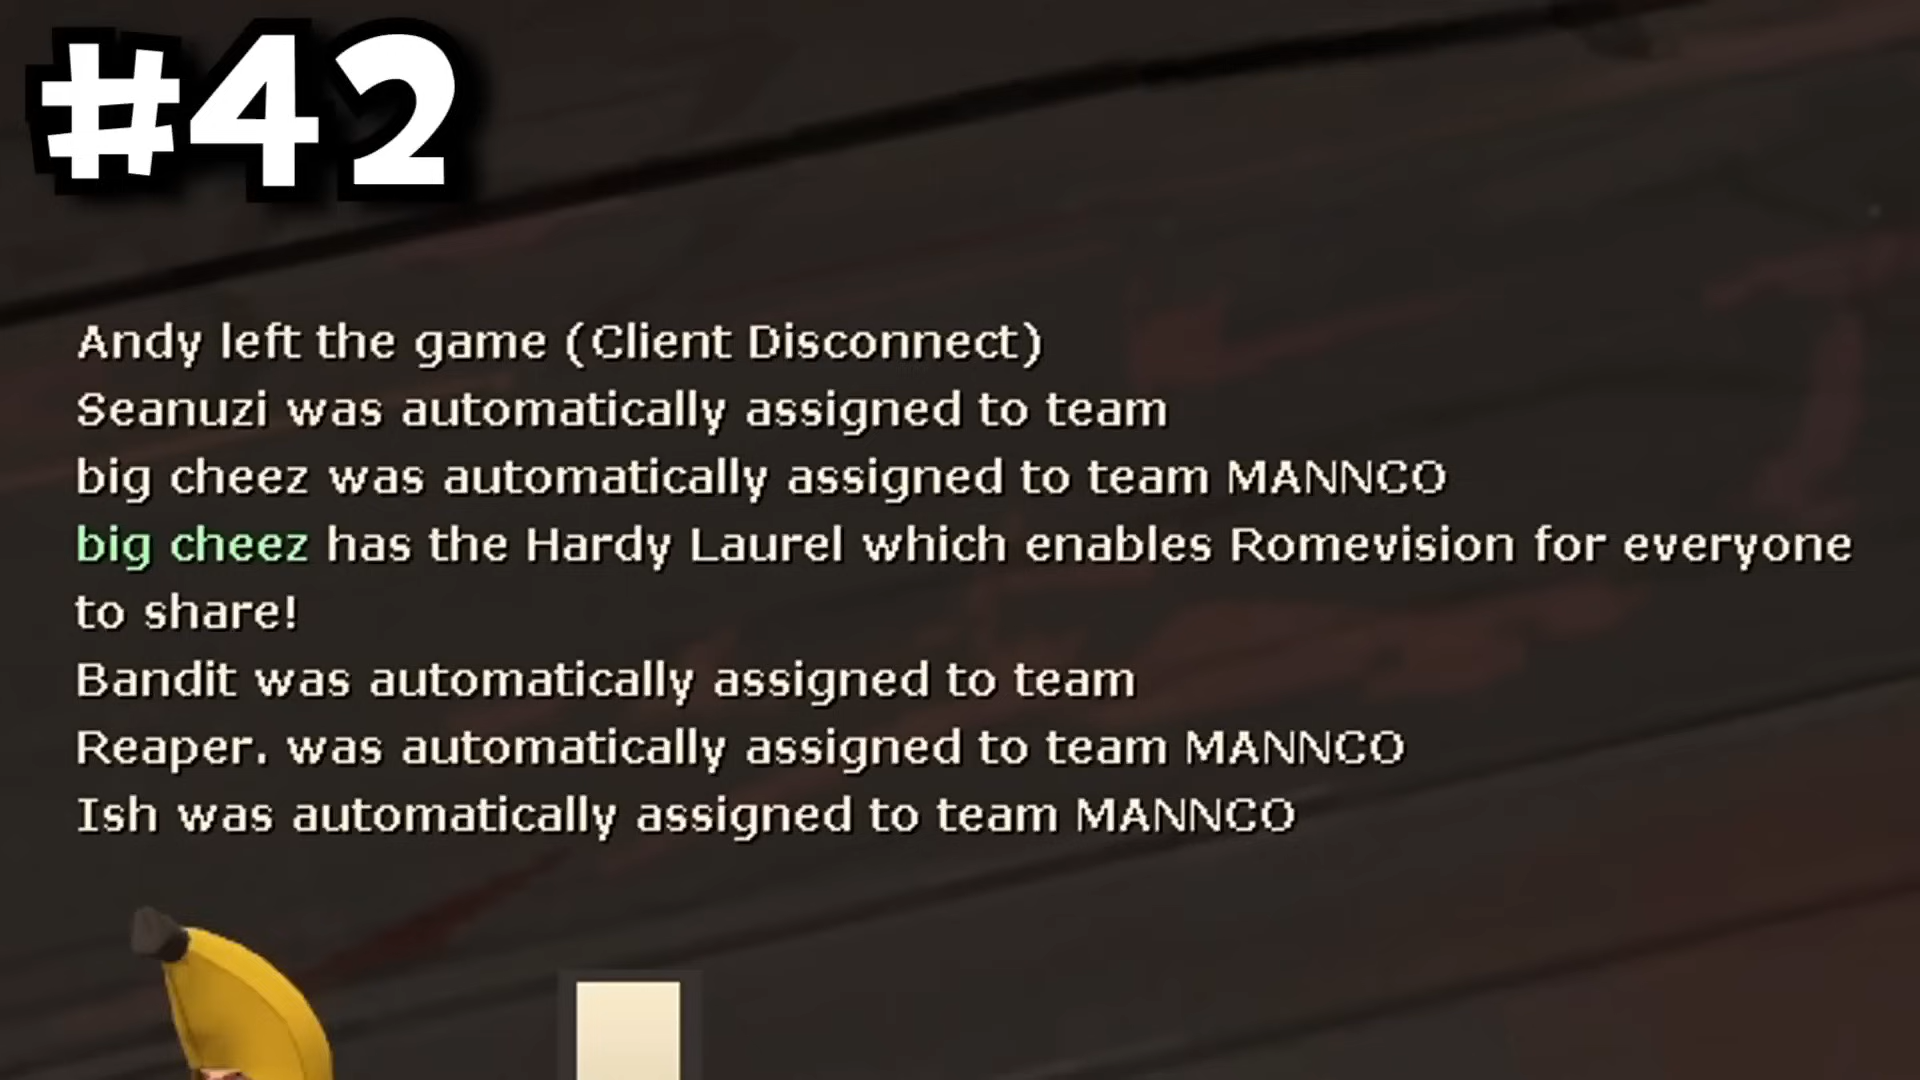 #42
Andy left the game (Client Disconnect)
Seanuzi was automatically assigned to team
big cheez was automatically assigned to team MANNCO
big cheez has the Hardy Laurel which enables Romevision for everyone
to share!
Bandit was automatically assigned to team
Reaper. was automatically assigned to team MANNCO
Ish was automatically assigned to team MANNCO